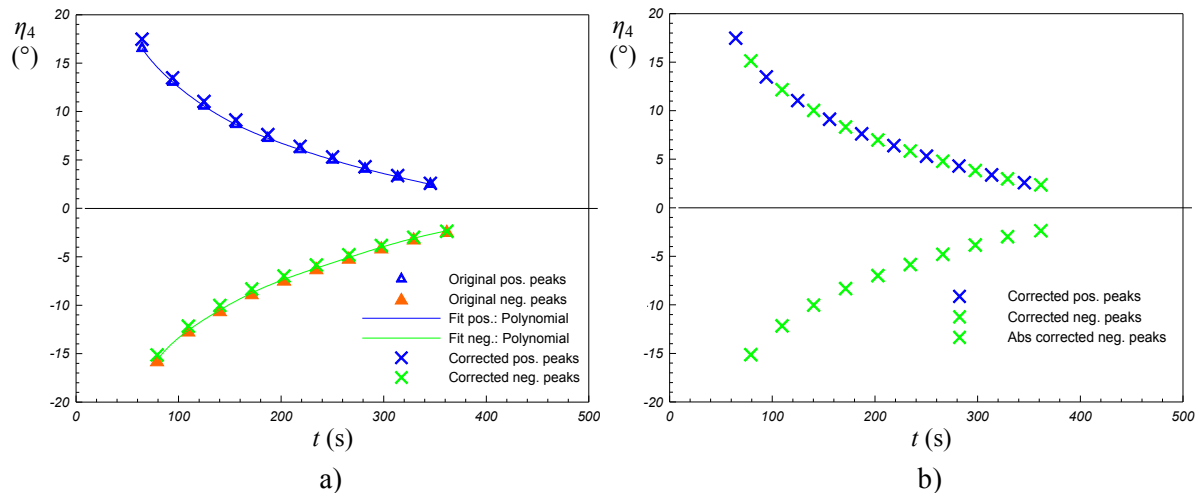 η4
(°)
20
15
10
5
0
-5
-10
-15
-20
0
100
200
300
400
500
t (s)
Original pos. peaks
Original neg. peaks
Fit pos.: Polynomial
Fit neg.: Polynomial
Corrected pos. peaks
Corrected neg. peaks
a)
η4
(°)
20
15
10
5
0
-5
-10
-15
-20
0
100
200
300
400
500
t (s)
Corrected pos. peaks
Corrected neg. peaks
Abs corrected neg. peaks
b)